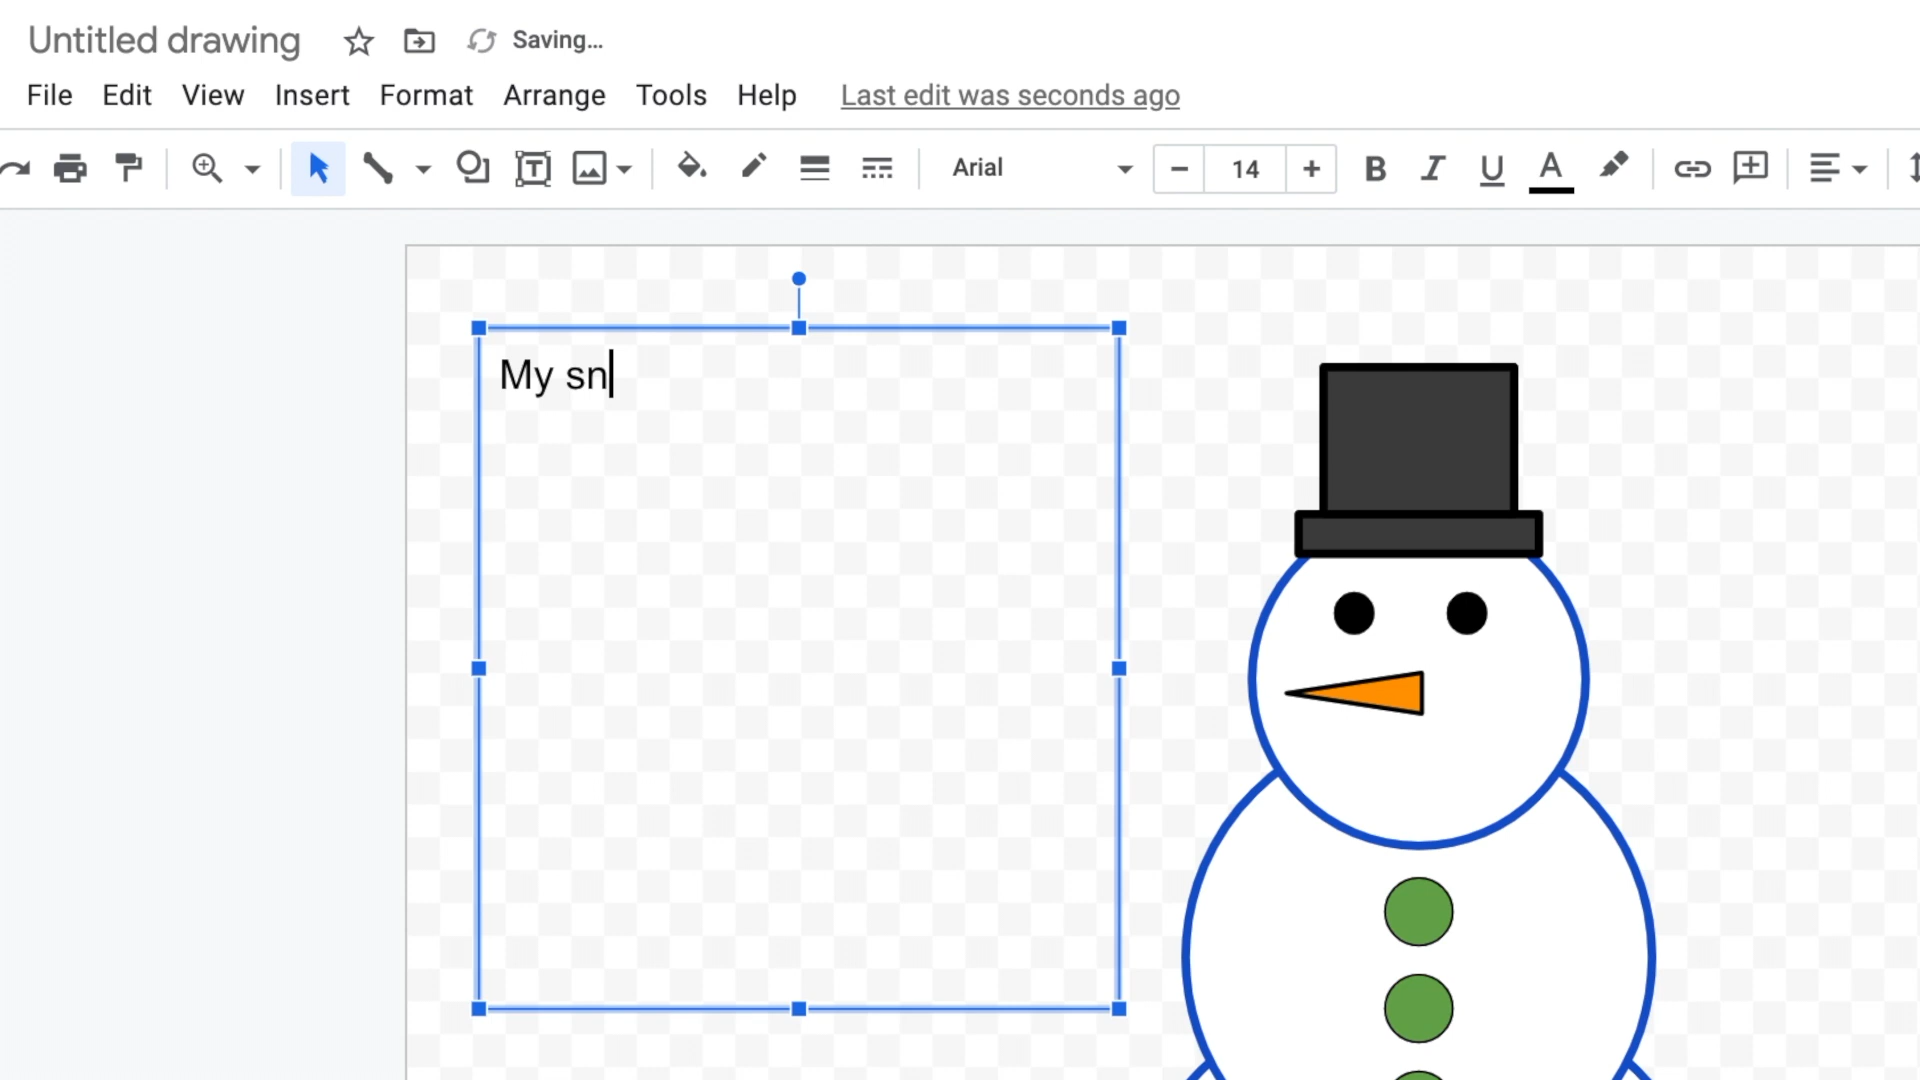 Untitled drawing Saving...
File Edit View Insert Format Arrange Tools Help Last edit was seconds ago
Arial 14 B I U A
My sn